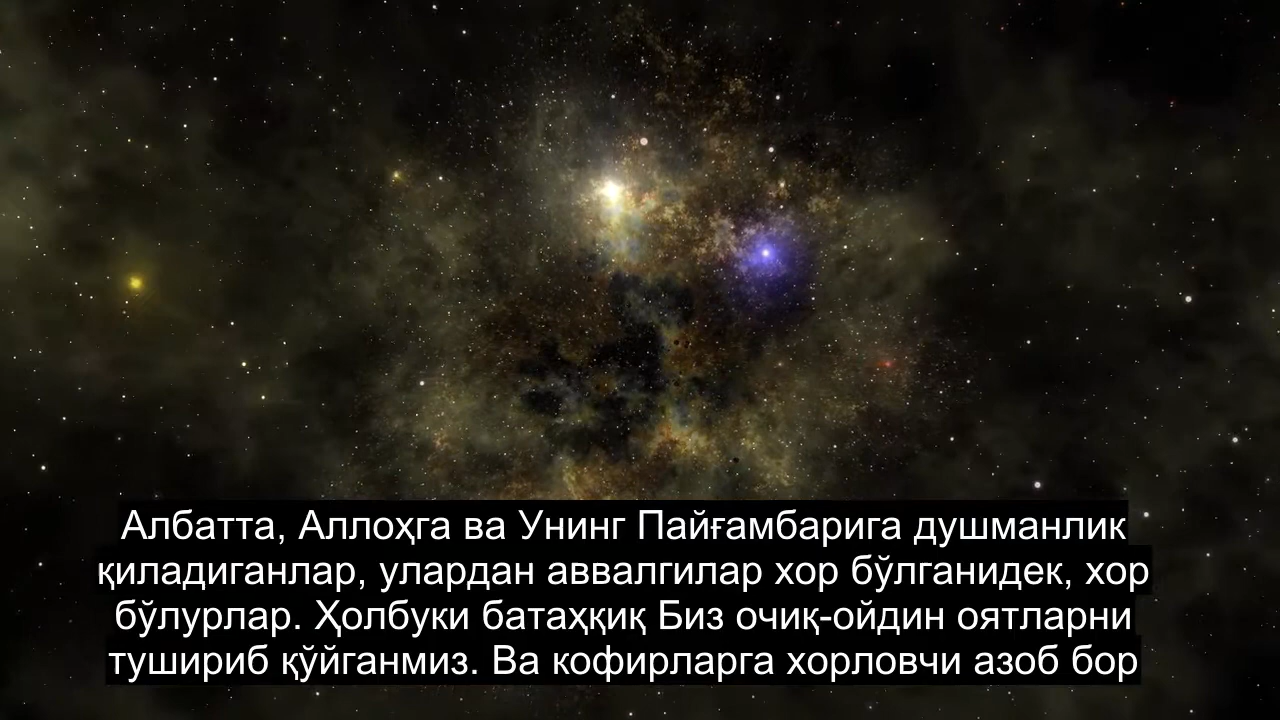 Албатта, Аллоҳга ва Унинг Пайғамбарига душманлик
қиладиганлар, улардан аввалгилар хор бўлганидек, хор
бўлурлар. Ҳолбуки батаҳқиқ Биз очиқ-ойдин оятларни
тушириб қўйганмиз. Ва кофирларга хорловчи азоб бор